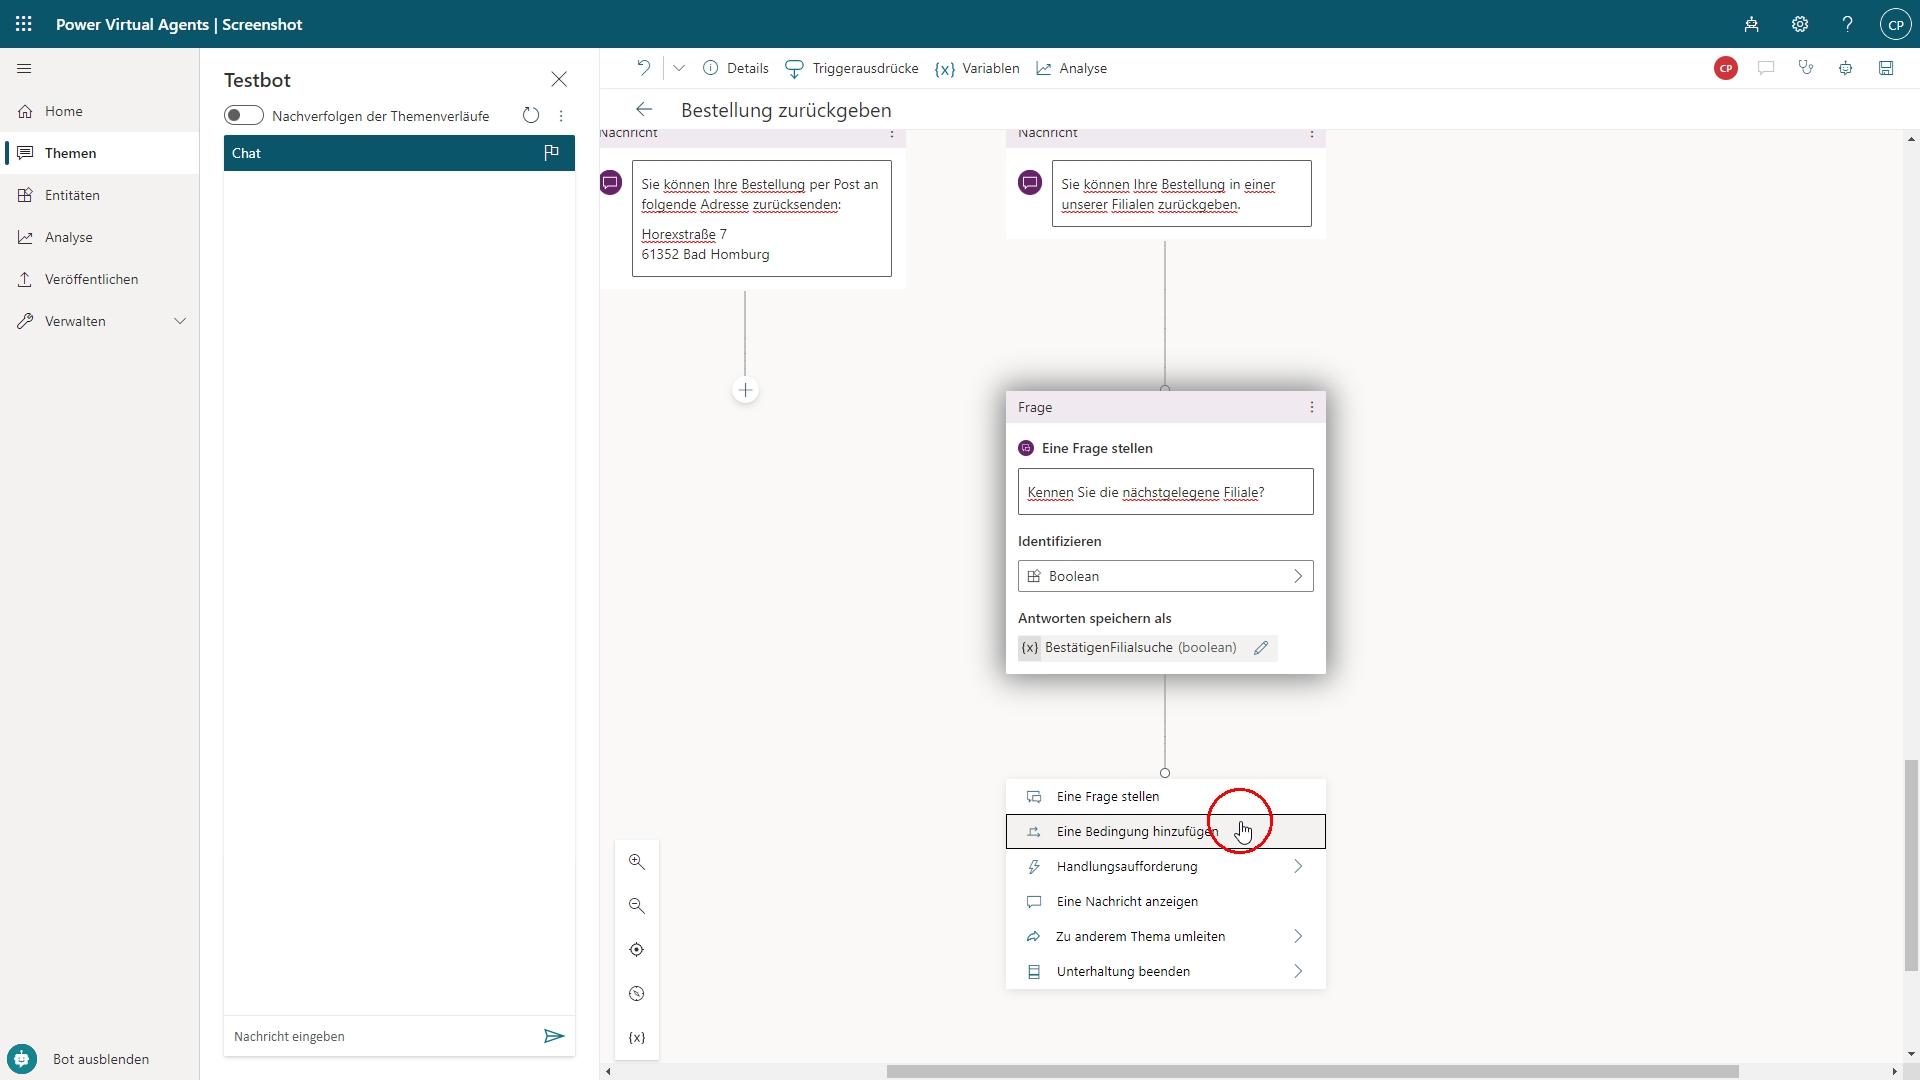 Power Virtual Agents | Screenshot
CP
Home
Themen
Entitäten
Analyse
Veröffentlichen
Verwalten
Bot ausblenden
Testbot
Nachverfolgen der Themenverläufe
Chat
Nachricht eingeben
Details
Triggerausdrücke
{x} Variablen
Analyse
CP
Bestellung zurückgeben
Nachricht
Sie können Ihre Bestellung per Post an
folgende Adresse zurücksenden:
Horexstraße 7
61352 Bad Homburg
Nachricht
Sie können Ihre Bestellung in einer
unserer Filialen zurückgeben.
Frage
Eine Frage stellen
Kennen Sie die nächstgelegene Filiale?
Identifizieren
Boolean
Antworten speichern als
{x} BestätigenFilialsuche (boolean)
Eine Frage stellen
Eine Bedingung hinzufügen
Handlungsaufforderung
Eine Nachricht anzeigen
Zu anderem Thema umleiten
Unterhaltung beenden
{x}